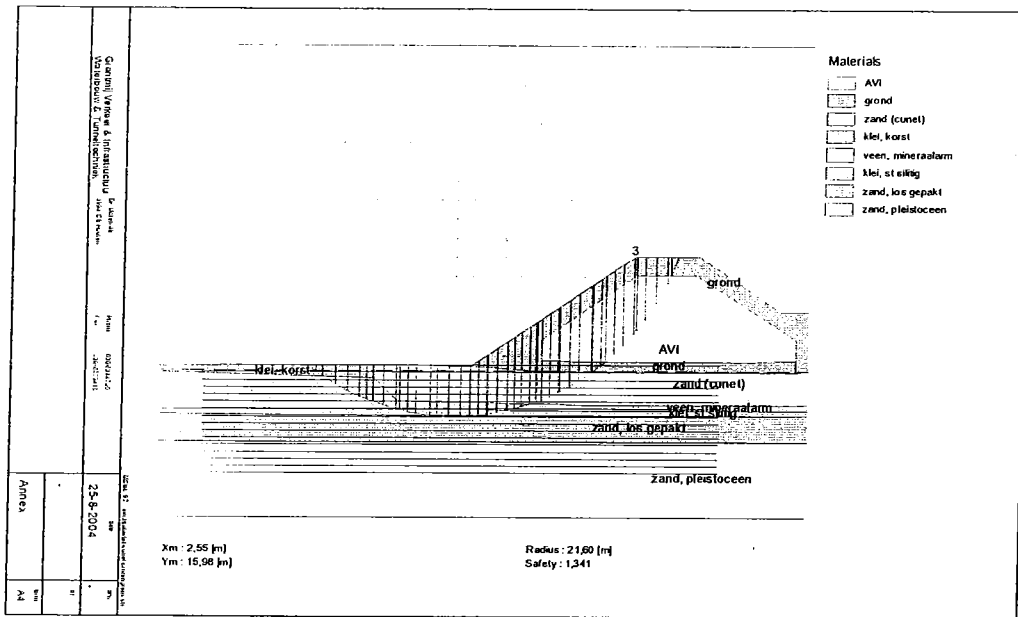 Materials
AVI
grond
zand (cunet)
klei, korst
veen, mineraalarm
klei, st siltig
zand, los gepakt
zand, pleistoceen
3
grond
AVI
grond
klei, korst
zand (cunet)
veen, mineraalarm
klei, st siltig
zand, los gepakt
zand, pleistoceen
Xm : 2,55 [m]
Ym : 15,98 [m]
Radius : 21,60 [m]
Safety : 1,341
Grontmij Verkeer & Infrastructuur
Waterbouw & Tunneltechniek
25-8-2004
Annex
A4